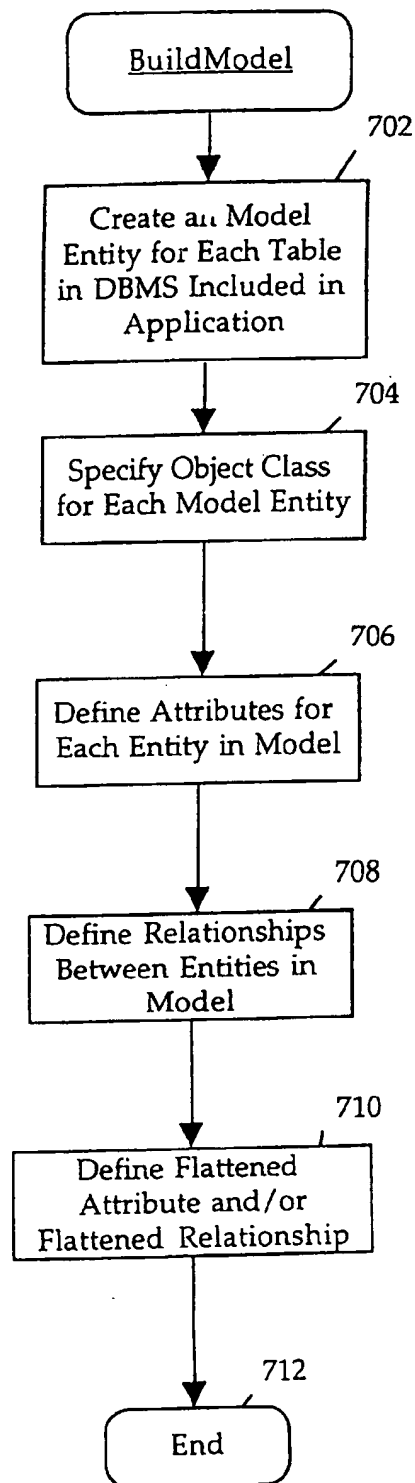 BuildModel
702
Create an Model
Entity for Each Table
in DBMS Included in
Application
704
Specify Object Class
for Each Model Entity
706
Define Attributes for
Each Entity in Model
708
Define Relationships
Between Entities in
Model
710
Define Flattened
Attribute and/or
Flattened Relationship
712
End